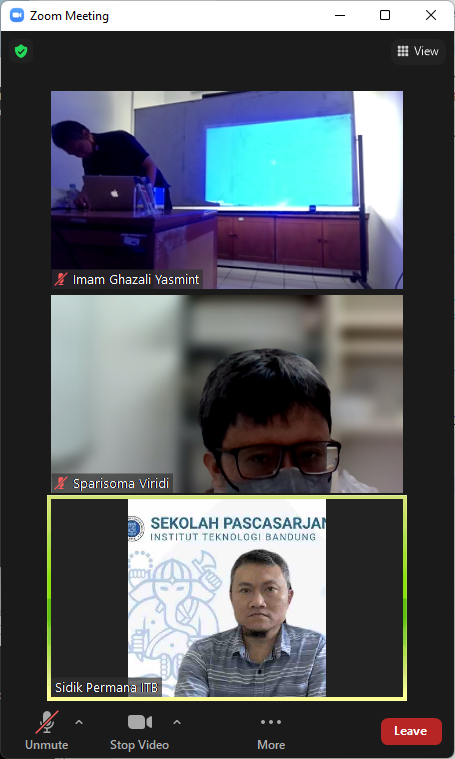 Zoom Meeting
View
Imam Ghazali Yasmint
Sparisoma Viridi
SEKOLAH PASCASARJAN
INSTITUT TEKNOLOGI BANDUNG
Sidik Permana ITB
Unmute
Stop Video
More
Leave